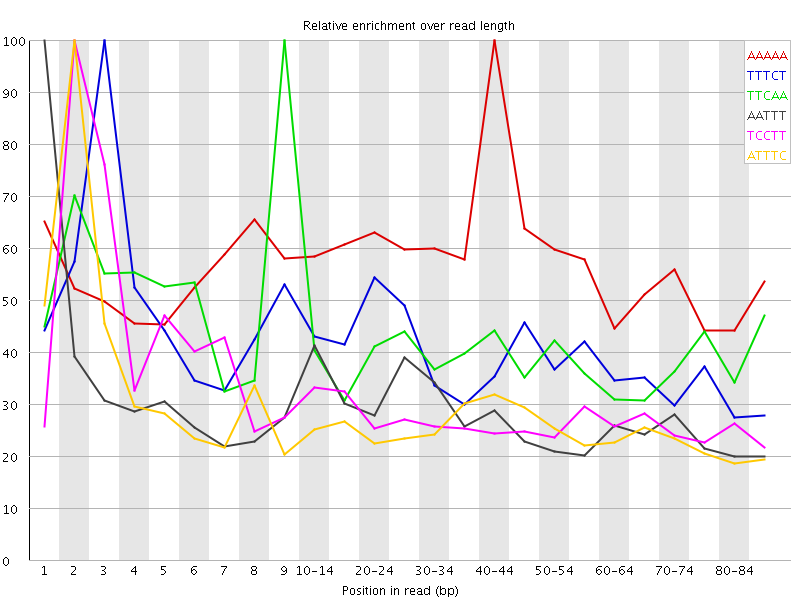 Relative enrichment over read length
100
90
80
70
60
50
40
30
20
10
0
AAAAA
TTTCT
TTCAA
AATTT
TCCTT
ATTTC
1 2 3 4 5 6 7 8 9 10-14 20-24 30-34 40-44 50-54 60-64 70-74 80-84
Position in read (bp)